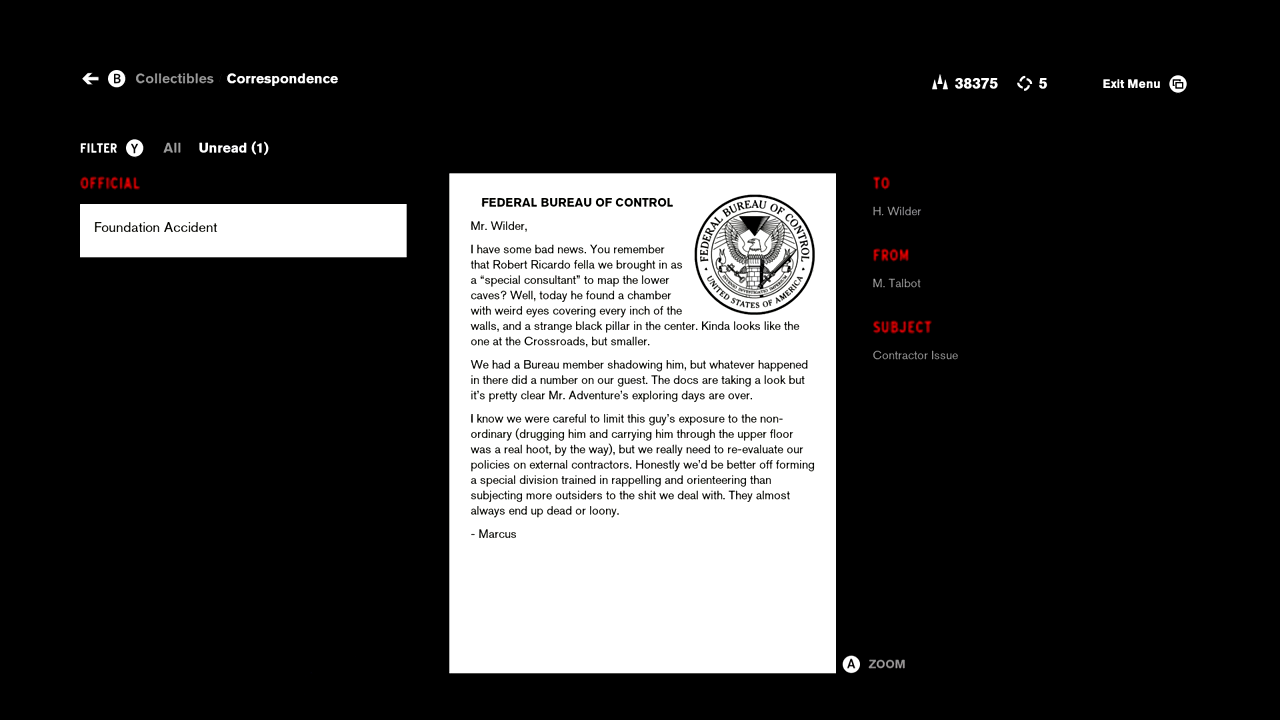 B Collectibles Correspondence
38375 5 Exit Menu
FILTER Y All Unread (1)
OFFICIAL
Foundation Accident
FEDERAL BUREAU OF CONTROL
Mr. Wilder,
I have some bad news. You remember
that Robert Ricardo fella we brought in as
a “special consultant” to map the lower
caves? Well, today he found a chamber
with weird eyes covering every inch of the
walls, and a strange black pillar in the center. Kinda looks like the
one at the Crossroads, but smaller.
We had a Bureau member shadowing him, but whatever happened
in there did a number on our guest. The docs are taking a look but
it’s pretty clear Mr. Adventure’s exploring days are over.
I know we were careful to limit this guy’s exposure to the non-
ordinary (drugging him and carrying him through the upper floor
was a real hoot, by the way), but we really need to re-evaluate our
policies on external contractors. Honestly we’d be better off forming
a special division trained in rappelling and orienteering than
subjecting more outsiders to the shit we deal with. They almost
always end up dead or loony.
- Marcus
FEDERAL BUREAU OF CONTROL
UNITED STATES OF AMERICA
TO
H. Wilder
FROM
M. Talbot
SUBJECT
Contractor Issue
A ZOOM